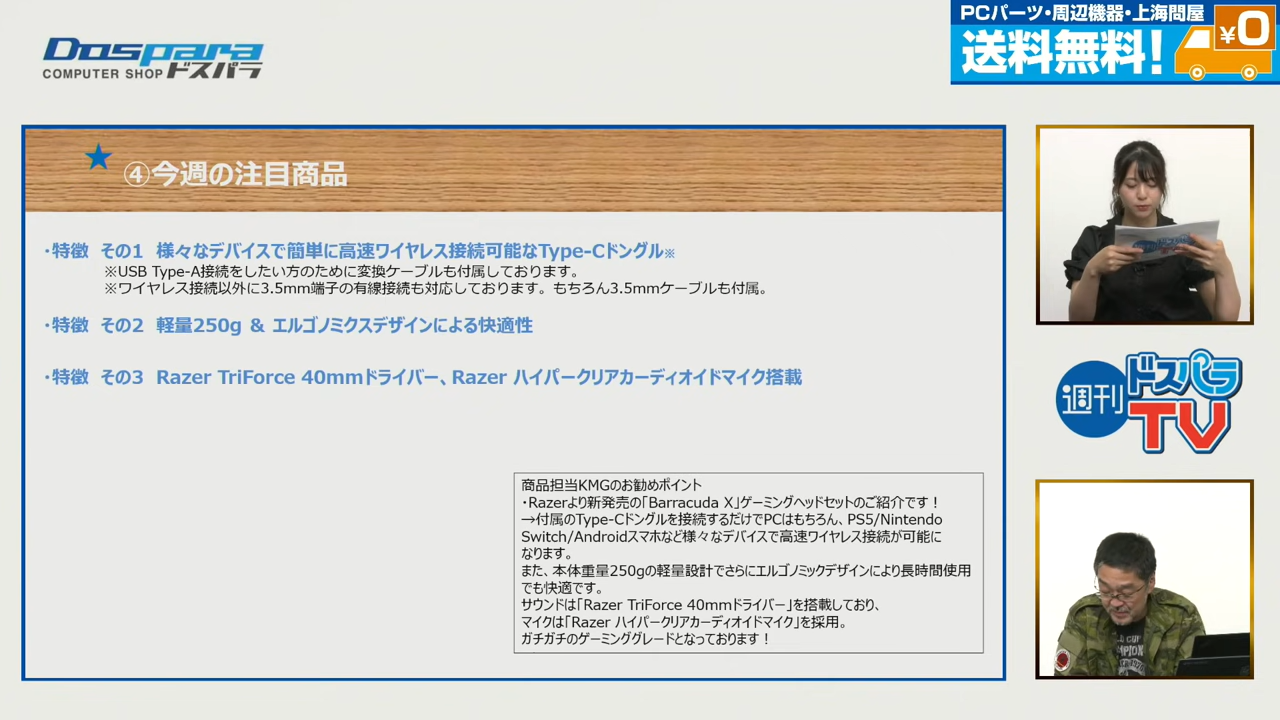 Dospara
COMPUTER SHOP ドスパラ
PCパーツ・周辺機器・上海問屋
送料無料!
¥0
④今週の注目商品
・特徴 その1 様々なデバイスで簡単に高速ワイヤレス接続可能なType-Cドングル※
※USB Type-A接続をしたい方のために変換ケーブルも付属しております。
※ワイヤレス接続以外に3.5mm端子の有線接続も対応しております。もちろん3.5mmケーブルも付属。
・特徴 その2 軽量250g & エルゴノミクスデザインによる快適性
・特徴 その3 Razer TriForce 40mmドライバー、Razer ハイパークリアカーディオイドマイク搭載
商品担当KMGのお勧めポイント
・Razerより新発売の「Barracuda X」ゲーミングヘッドセットのご紹介です！
→付属のType-Cドングルを接続するだけでPCはもちろん、PS5/Nintendo
Switch/Androidスマホなど様々なデバイスで高速ワイヤレス接続が可能に
なります。
また、本体重量250gの軽量設計でさらにエルゴノミックデザインにより長時間使用
でも快適です。
サウンドは「Razer TriForce 40mmドライバー」を搭載しており、
マイクは「Razer ハイパークリアカーディオイドマイク」を採用。
ガチガチのゲーミンググレードとなっております！
週刊
ドスパラ
TV